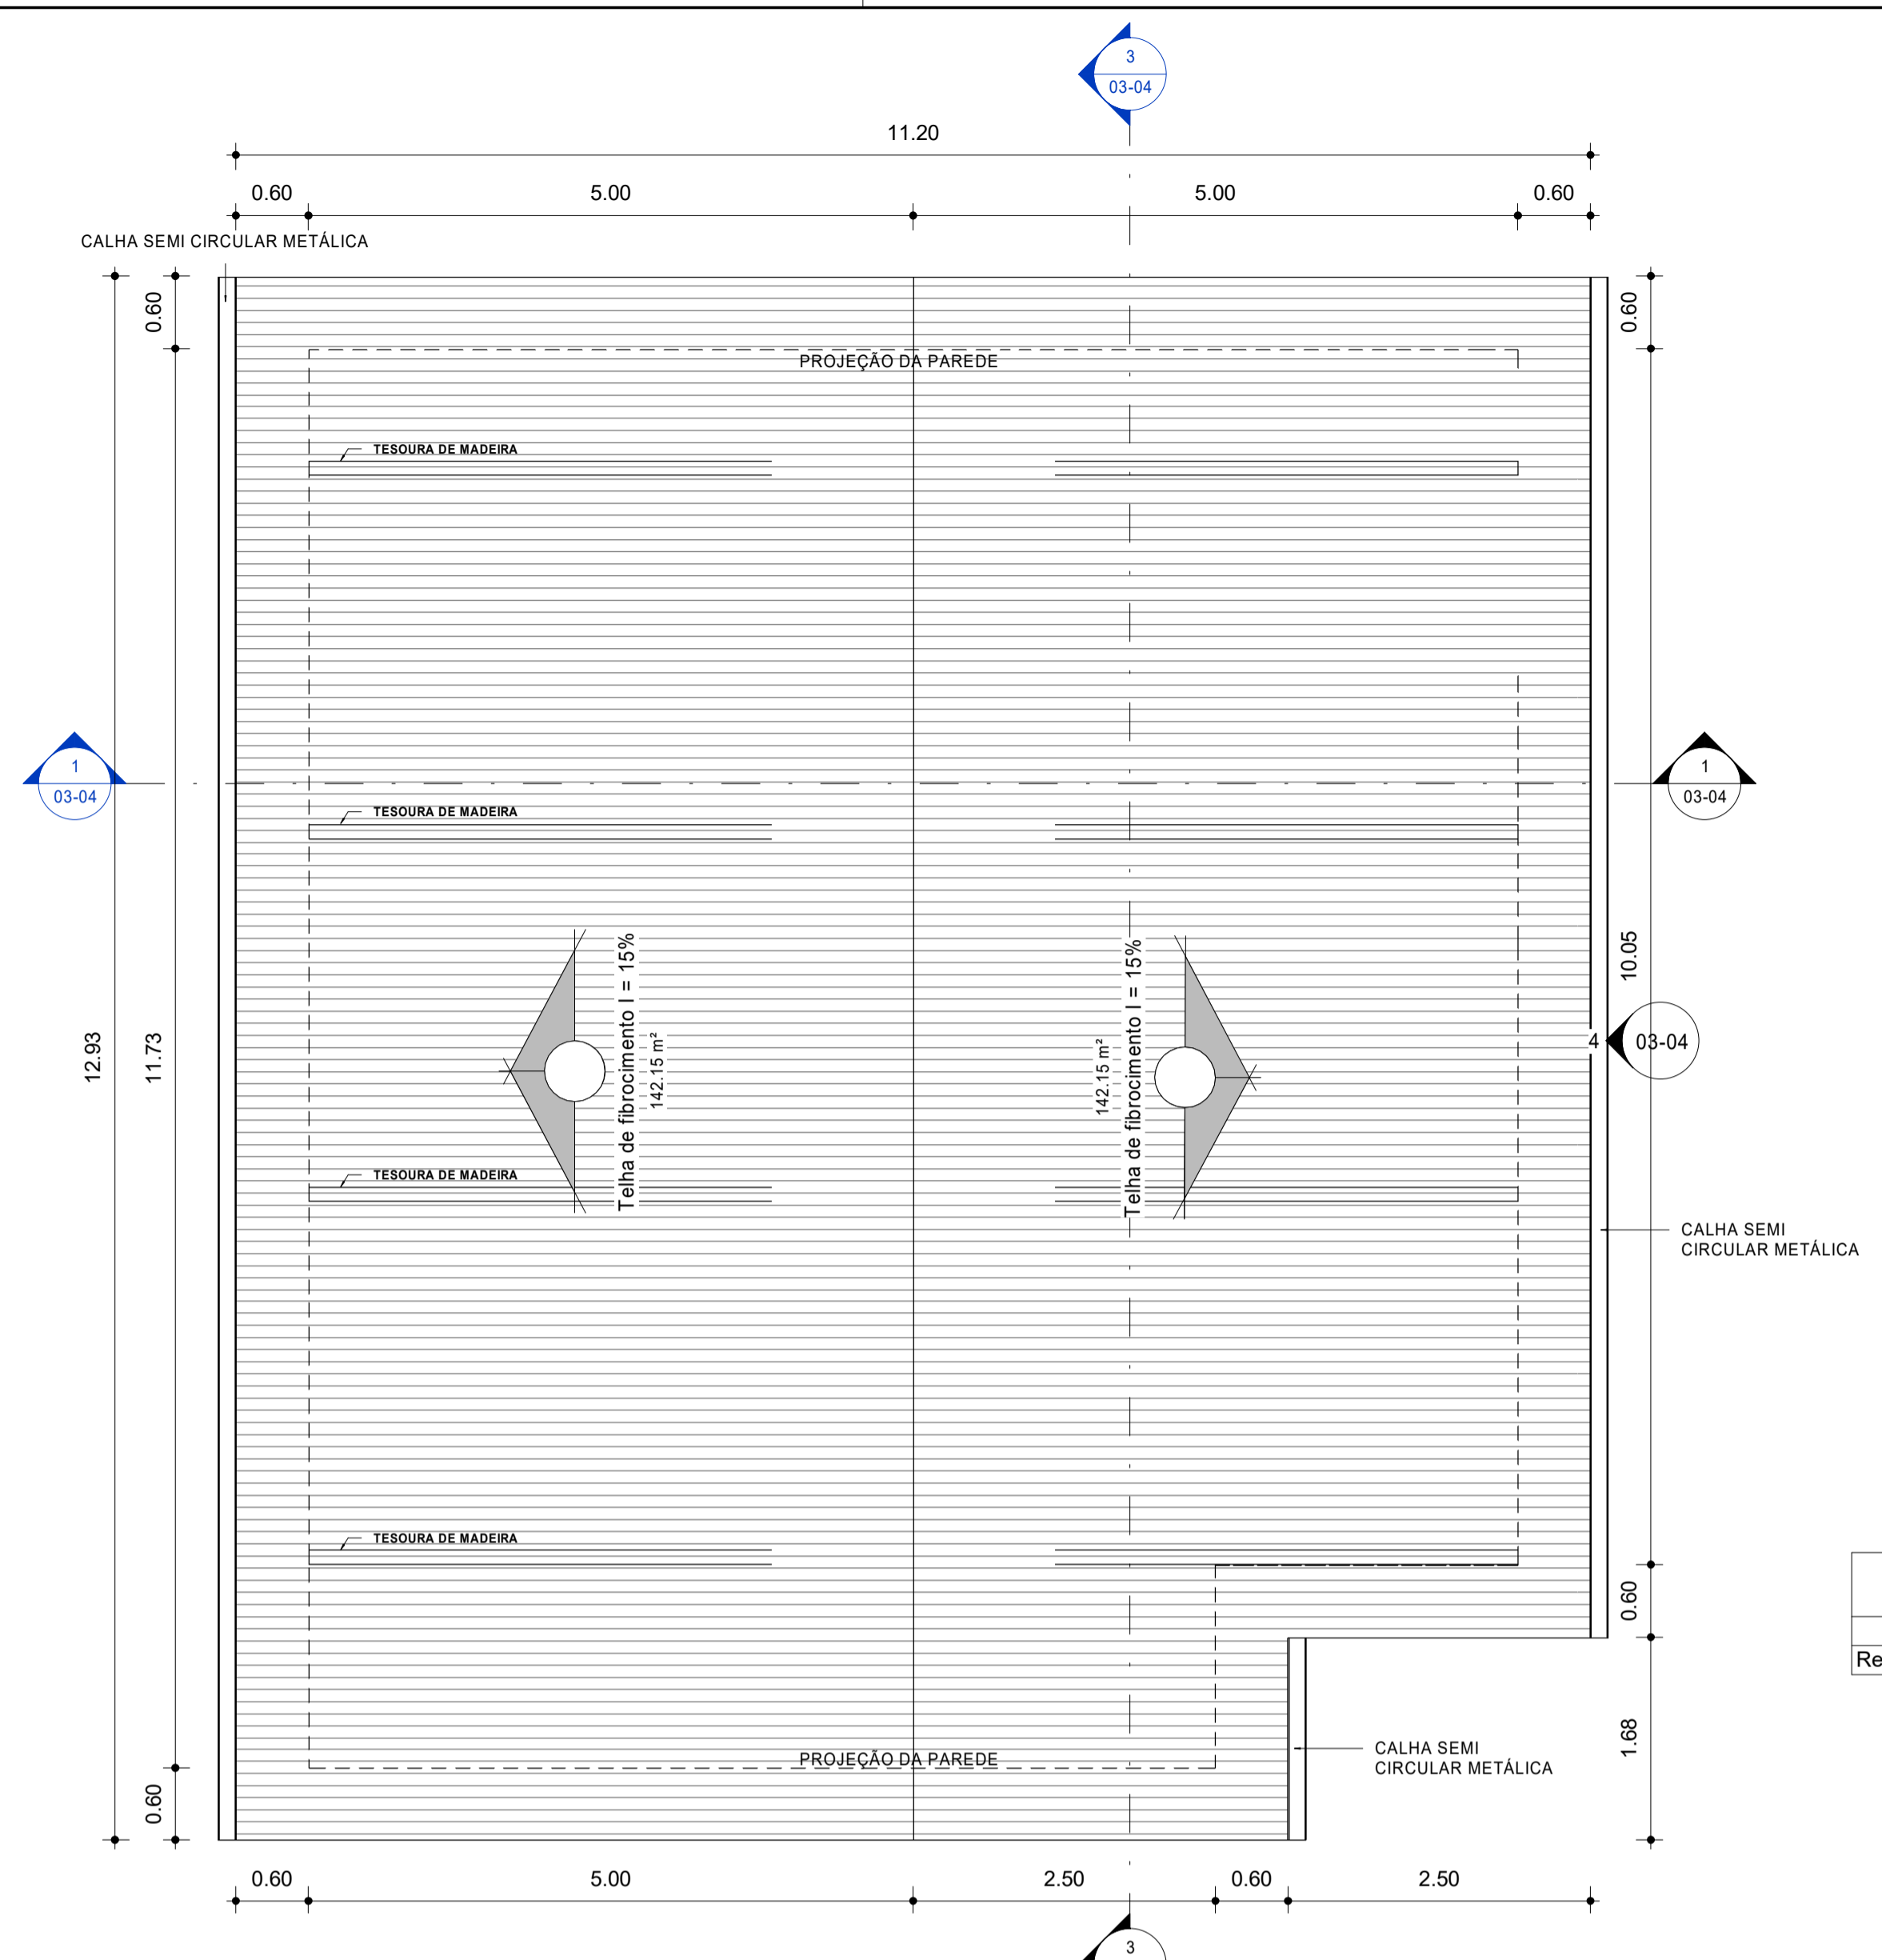 3
03-04
11.20
0.60
5.00
5.00
0.60
CALHA SEMI CIRCULAR METÁLICA
0.60
0.60
PROJEÇÃO DA PAREDE
TESOURA DE MADEIRA
1
03-04
1
03-04
TESOURA DE MADEIRA
12.93
11.73
Telha de fibrocimento I = 15%
142.15 m²
142.15 m²
Telha de fibrocimento I = 15%
10.05
4
03-04
TESOURA DE MADEIRA
CALHA SEMI
CIRCULAR METÁLICA
TESOURA DE MADEIRA
0.60
Re
1.68
PROJEÇÃO DA PAREDE
CALHA SEMI
CIRCULAR METÁLICA
0.60
0.60
5.00
2.50
0.60
2.50
3